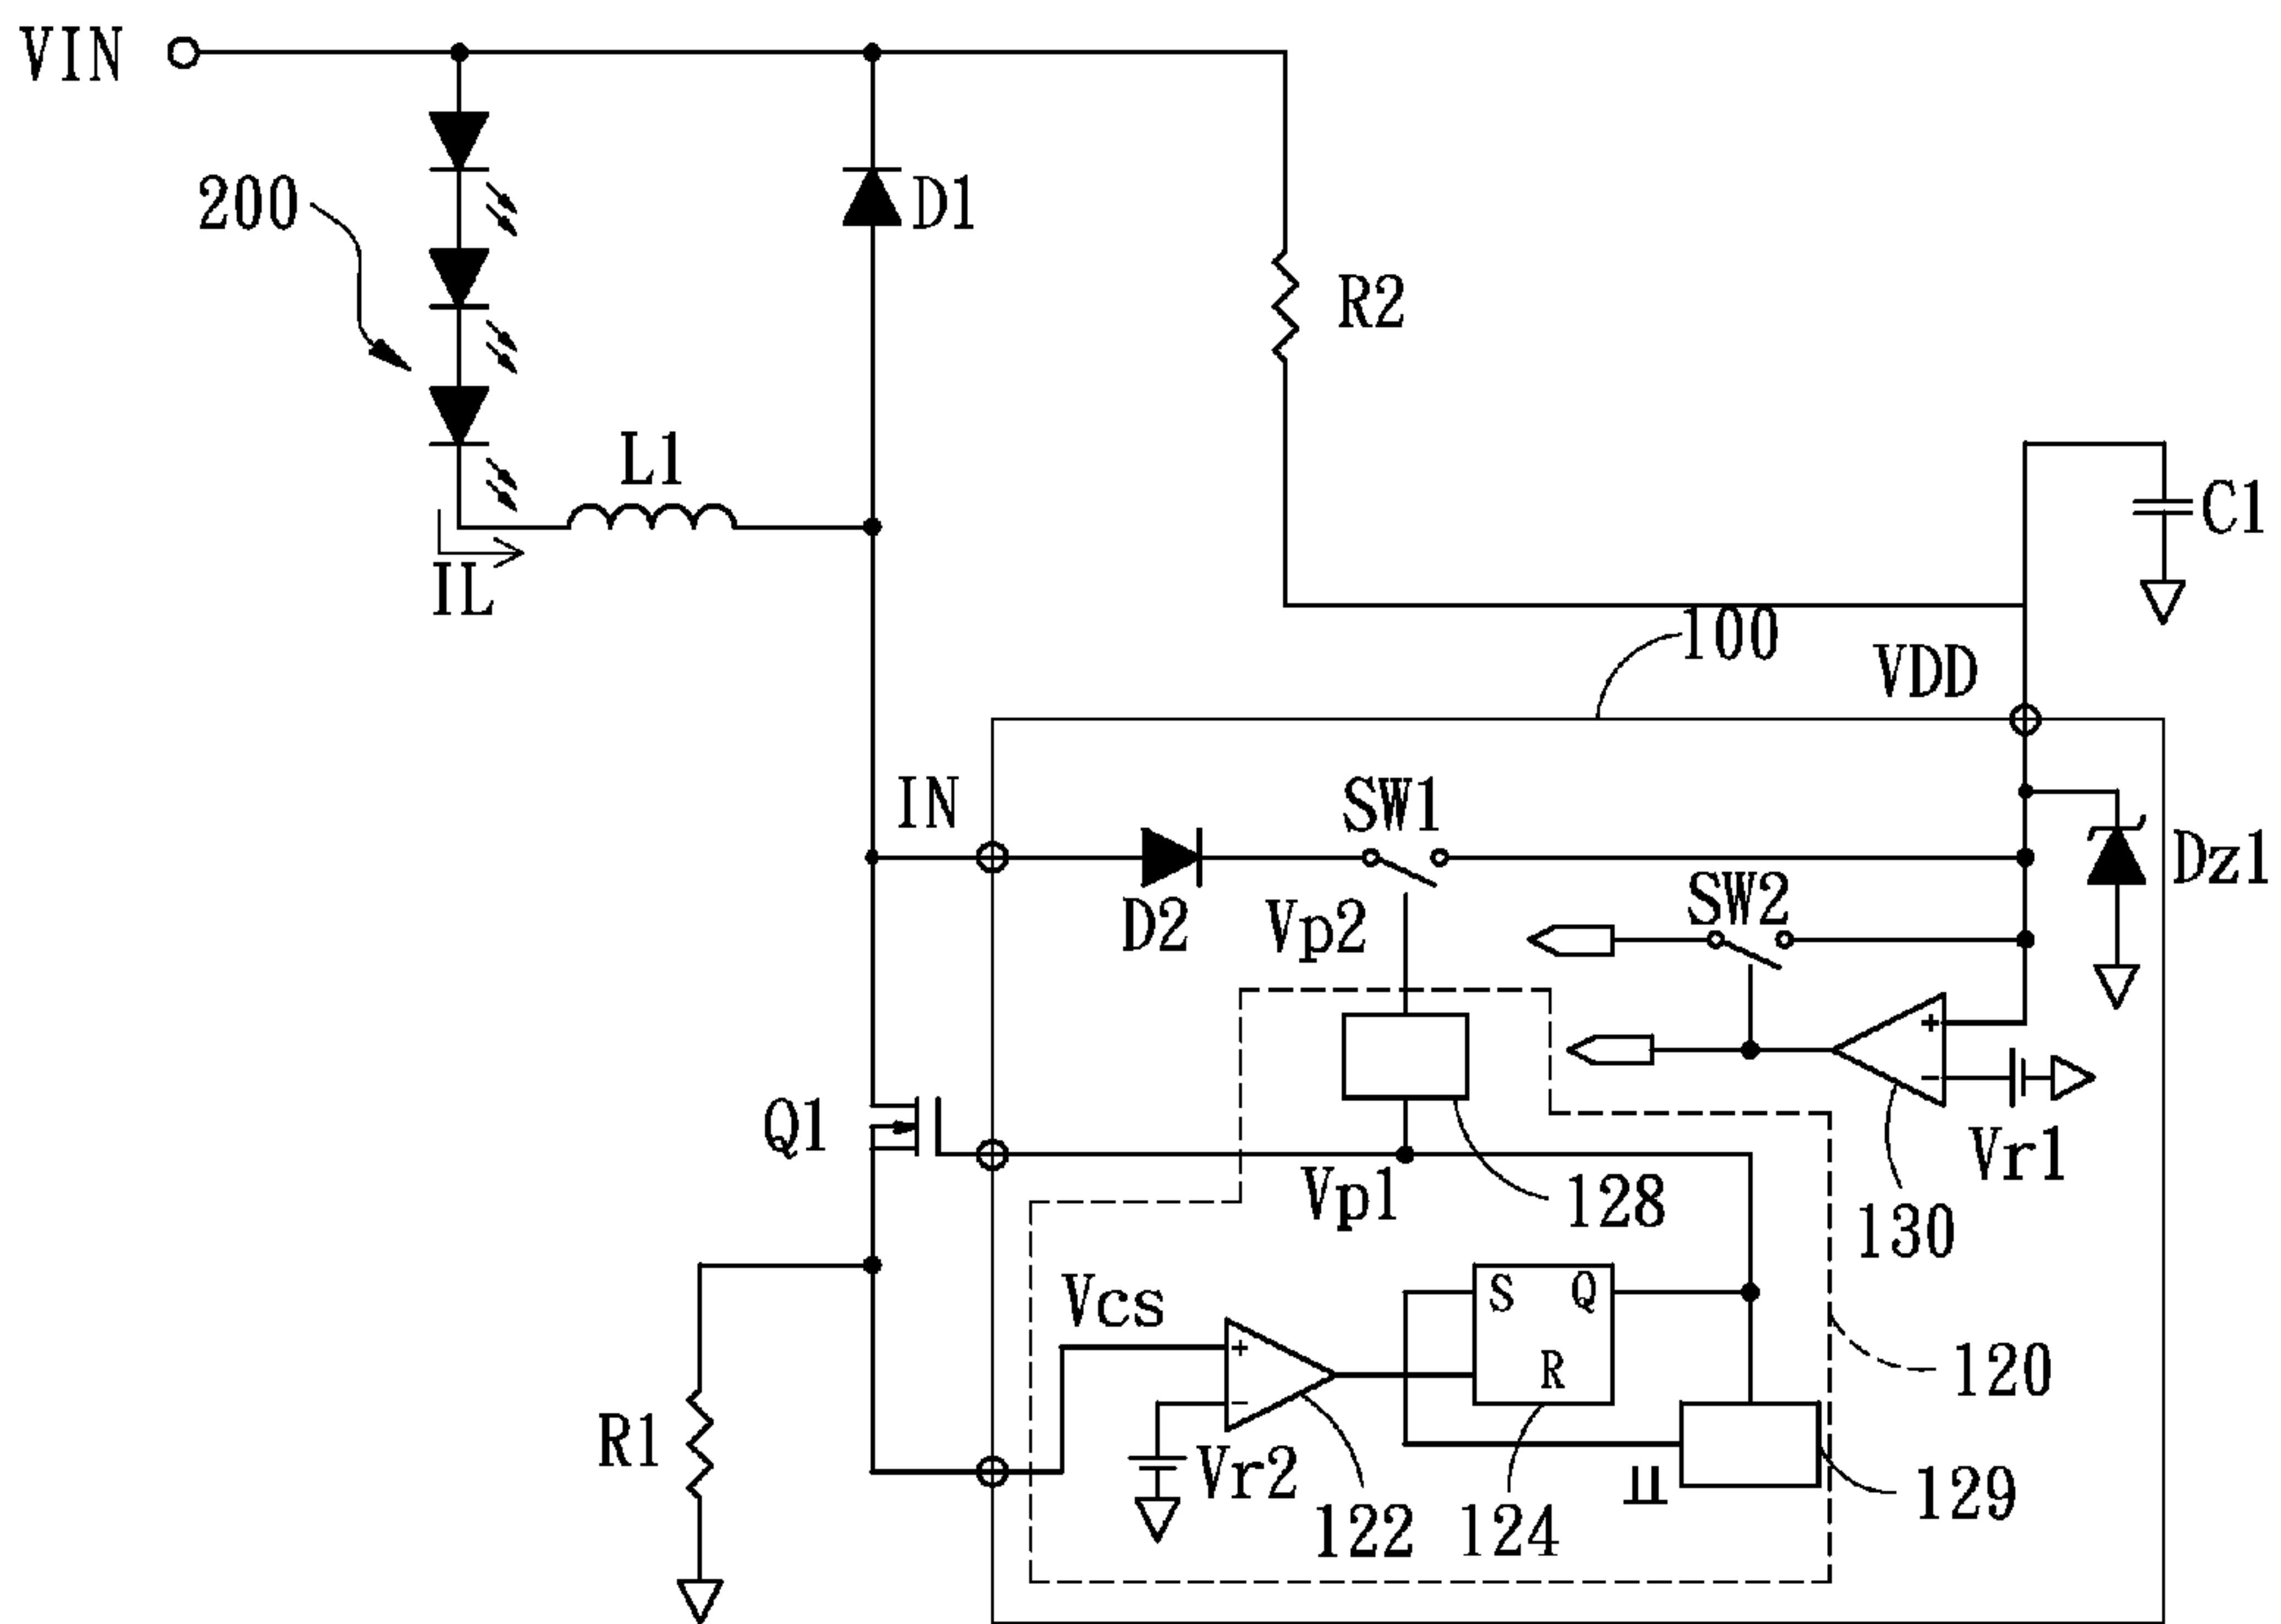 VIN
200
D1
R2
L1
C1
IL
100
VDD
IN
SW1
Dz1
D2
Vp2
SW2
+
-
Q1
Vr1
Vp1
128
130
S Q
Vcs
R
+
-
120
R1
Vr2
129
122
124